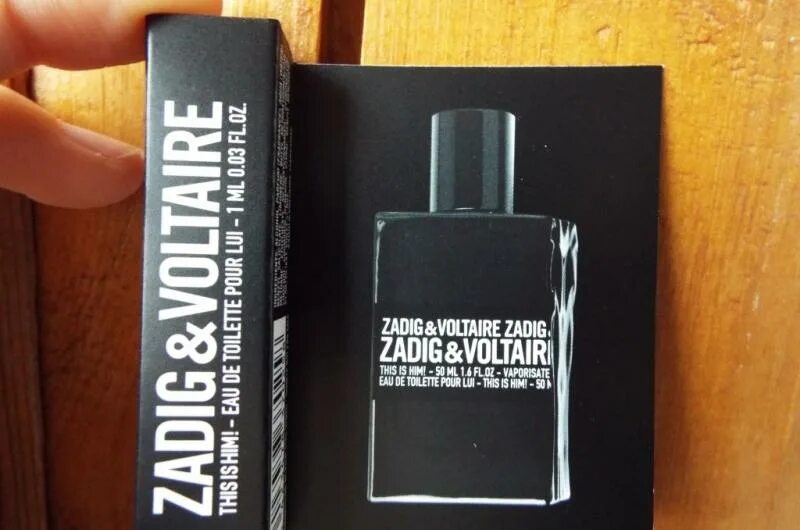 ZADIG&VOLTAIRE
THIS IS HIM! – EAU DE TOILETTE POUR LUI – 1 ML 0.03 FL.OZ.
ZADIG&VOLTAIRE ZADIG&
ZADIG&VOLTAIR
THIS IS HIM! – 50 ML 1.6 FL.OZ – VAPORISATE
EAU DE TOILETTE POUR LUI – THIS IS HIM! – 50 M